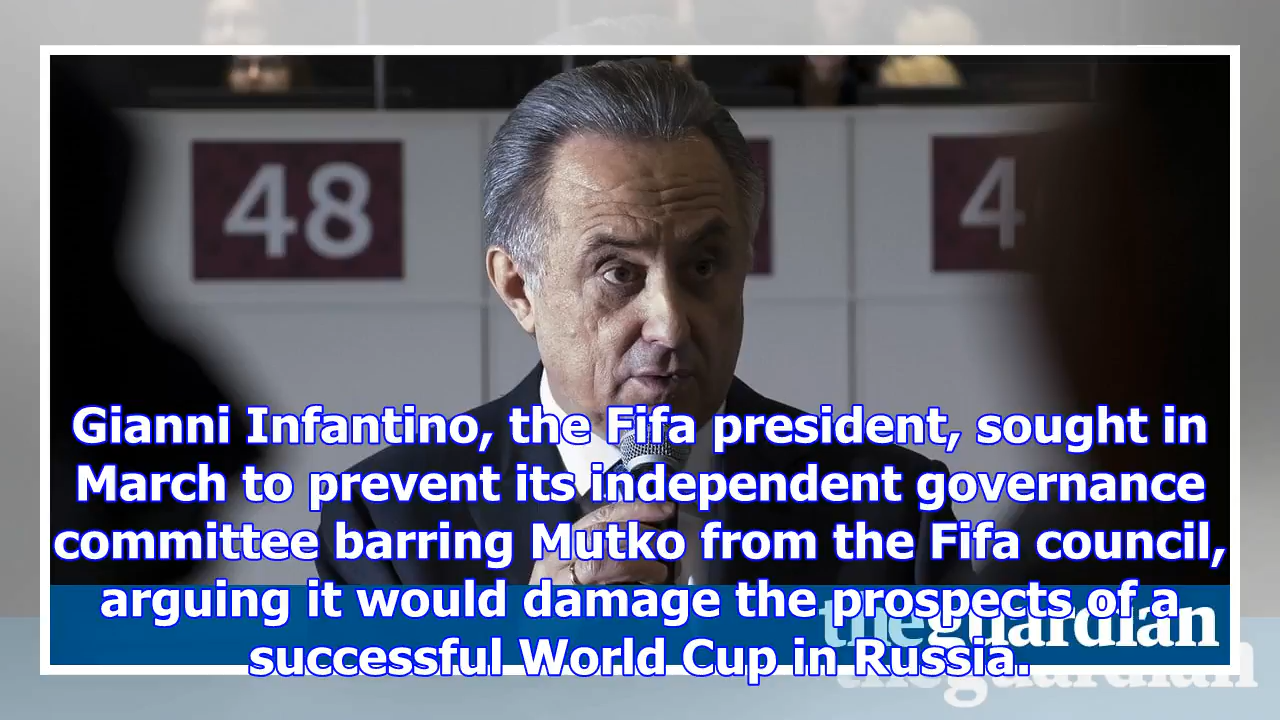 48
4
Gianni Infantino, the Fifa president, sought in
March to prevent its independent governance
committee barring Mutko from the Fifa council,
arguing it would damage the prospects of a
successful World Cup in Russia.
theguardian
theguardian